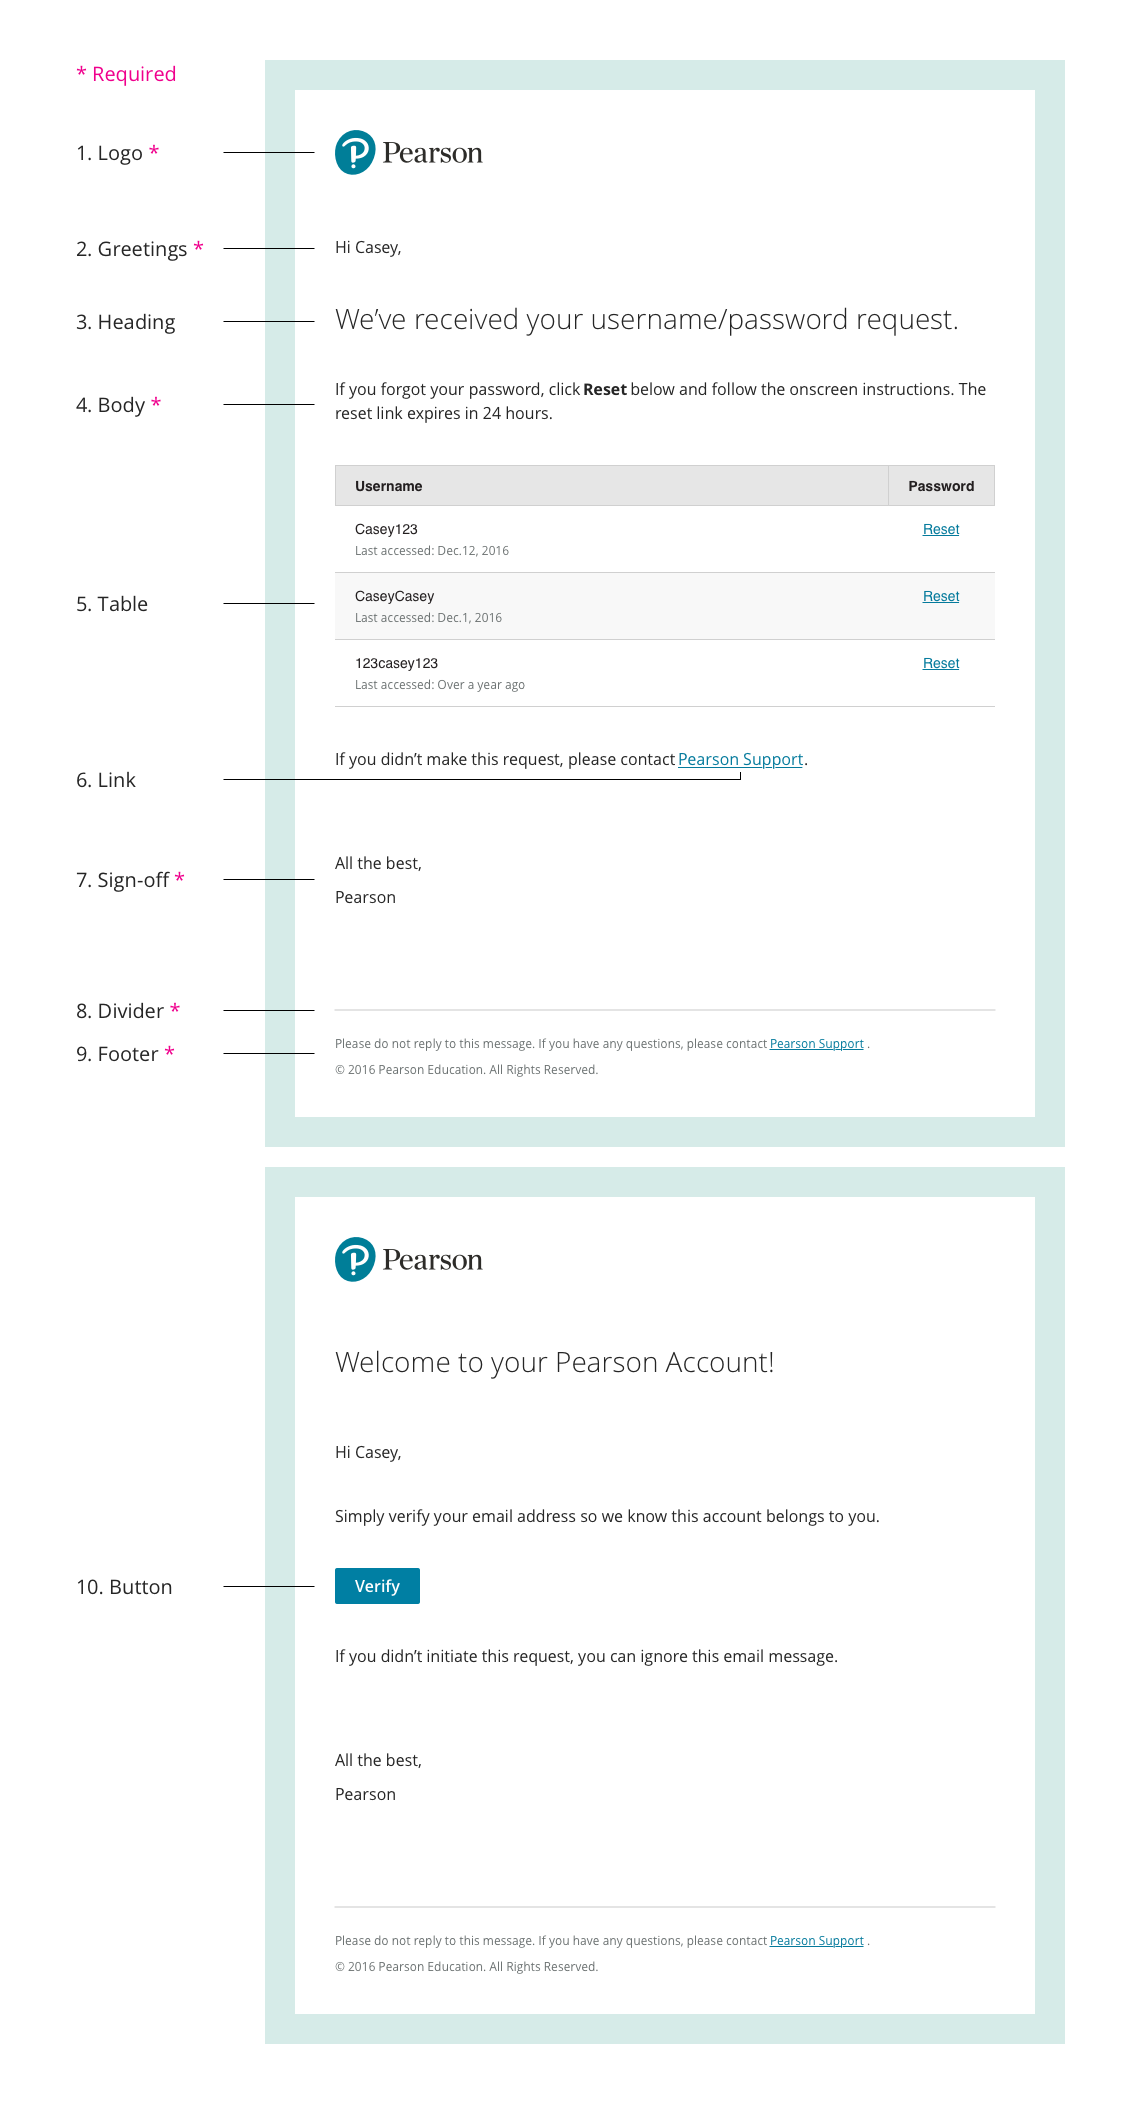 * Required
1. Logo *
Pearson
2. Greetings *
Hi Casey,
3. Heading
We’ve received your username/password request.
4. Body *
If you forgot your password, click Reset below and follow the onscreen instructions. The
reset link expires in 24 hours.
Username Password
Casey123 Reset
Last accessed: Dec.12, 2016
5. Table
CaseyCasey Reset
Last accessed: Dec.1, 2016
123casey123 Reset
Last accessed: Over a year ago
If you didn’t make this request, please contact Pearson Support.
6. Link
All the best,
7. Sign-off *
Pearson
8. Divider *
9. Footer *
Please do not reply to this message. If you have any questions, please contact Pearson Support .
© 2016 Pearson Education. All Rights Reserved.
Pearson
Welcome to your Pearson Account!
Hi Casey,
Simply verify your email address so we know this account belongs to you.
10. Button
Verify
If you didn’t initiate this request, you can ignore this email message.
All the best,
Pearson
Please do not reply to this message. If you have any questions, please contact Pearson Support .
© 2016 Pearson Education. All Rights Reserved.